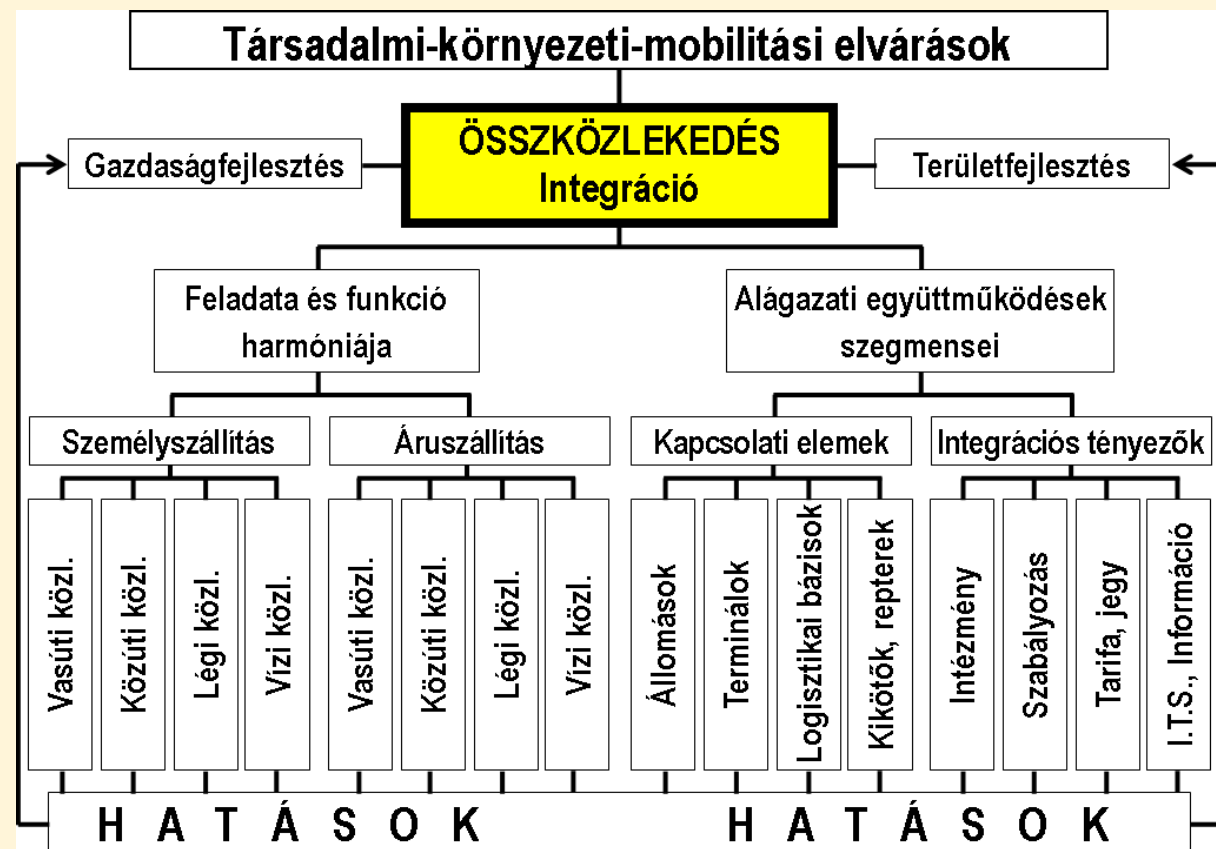 Társadalmi-környezeti-mobilitási elvárások
ÖSSZKÖZLEKEDÉS
Integráció
Gazdaságfejlesztés
Területfejlesztés
Feladata és funkció
harmóniája
Alágazati együttműködések
szegmensei
Személyszállítás
Áruszállítás
Kapcsolati elemek
Integrációs tényezők
Vasúti közl.
Közúti közl.
Légi közl.
Vízi közl.
Vasúti közl.
Közúti közl.
Légi közl.
Vízi közl.
Állomások
Terminálok
Logisztikai bázisok
Kikötők, repterek
Intézmény
Szabályozás
Tarifa, jegy
I.T.S., Információ
H A T Á S O K
H A T Á S O K